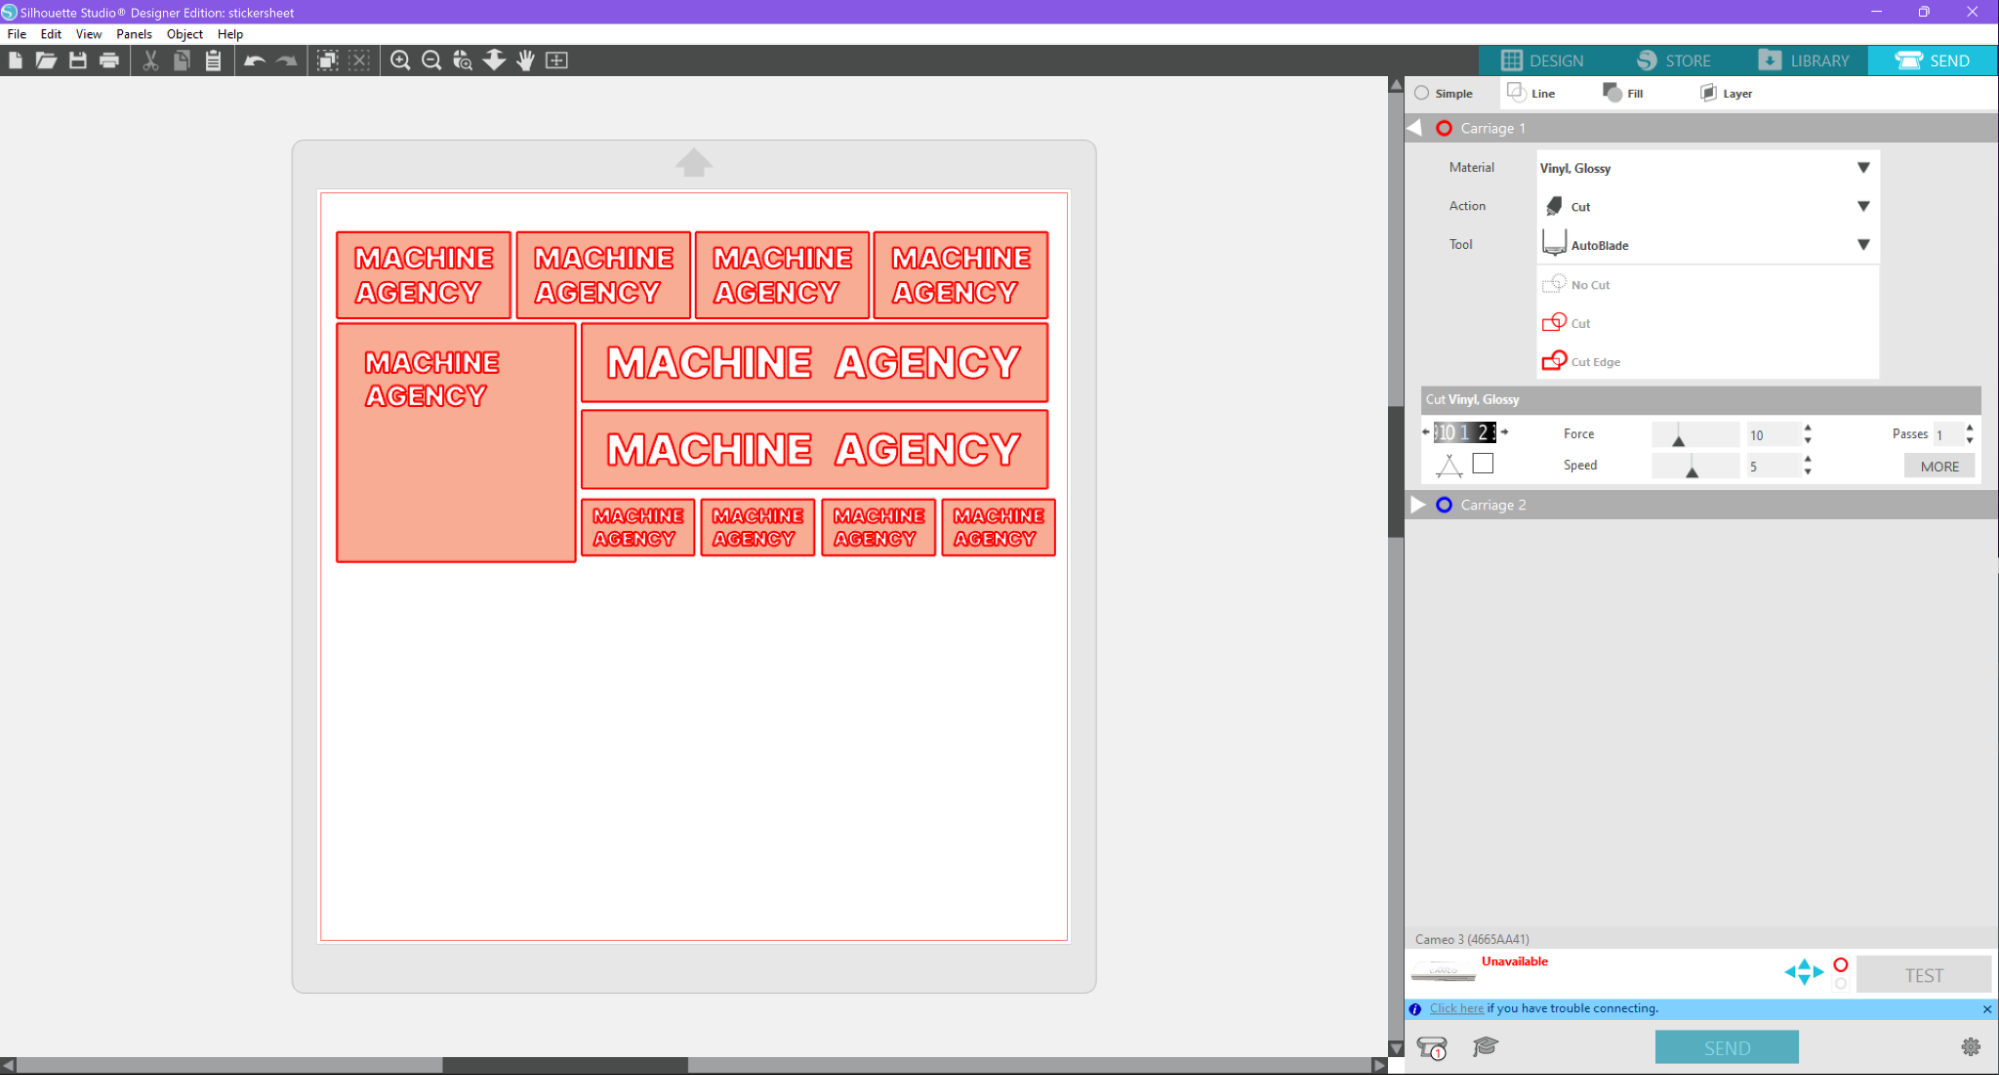 Silhouette Studio® Designer Edition: stickersheet
File Edit View Panels Object Help
DESIGN STORE LIBRARY SEND
Simple Line Fill Layer
Carriage 1
Material Vinyl, Glossy
Action Cut
Tool AutoBlade
No Cut
Cut
Cut Edge
Cut Vinyl, Glossy
10 1 2 Force 10 Passes 1
Speed 5 MORE
Carriage 2
MACHINE MACHINE MACHINE MACHINE
AGENCY AGENCY AGENCY AGENCY
MACHINE
AGENCY
MACHINE AGENCY
MACHINE AGENCY
MACHINE MACHINE MACHINE MACHINE
AGENCY AGENCY AGENCY AGENCY
Cameo 3 (4665AA41)
Unavailable
CAMEO
TEST
Click here if you have trouble connecting.
1
SEND